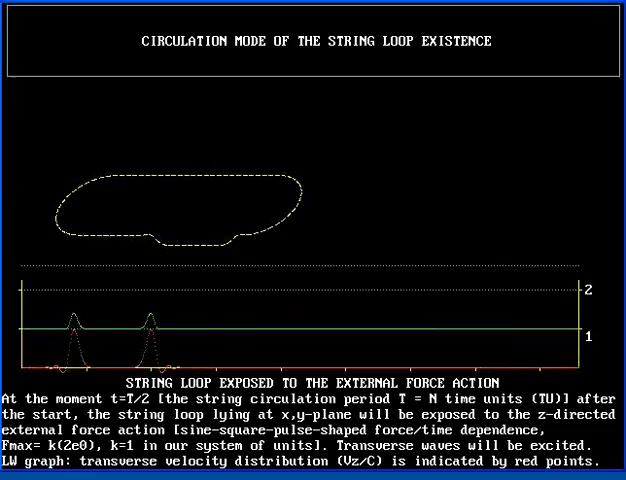 CIRCULATION MODE OF THE STRING LOOP EXISTENCE
2
1
STRING LOOP EXPOSED TO THE EXTERNAL FORCE ACTION
At the moment t=T/2 [the string circulation period T = N time units (TU)] after
the start, the string loop lying at x,y-plane will be exposed to the z-directed
external force action [sine-square-pulse-shaped force/time dependence,
Fmax= k(2e0), k=1 in our system of units]. Transverse waves will be excited.
LW graph: transverse velocity distribution (Vz/C) is indicated by red points.